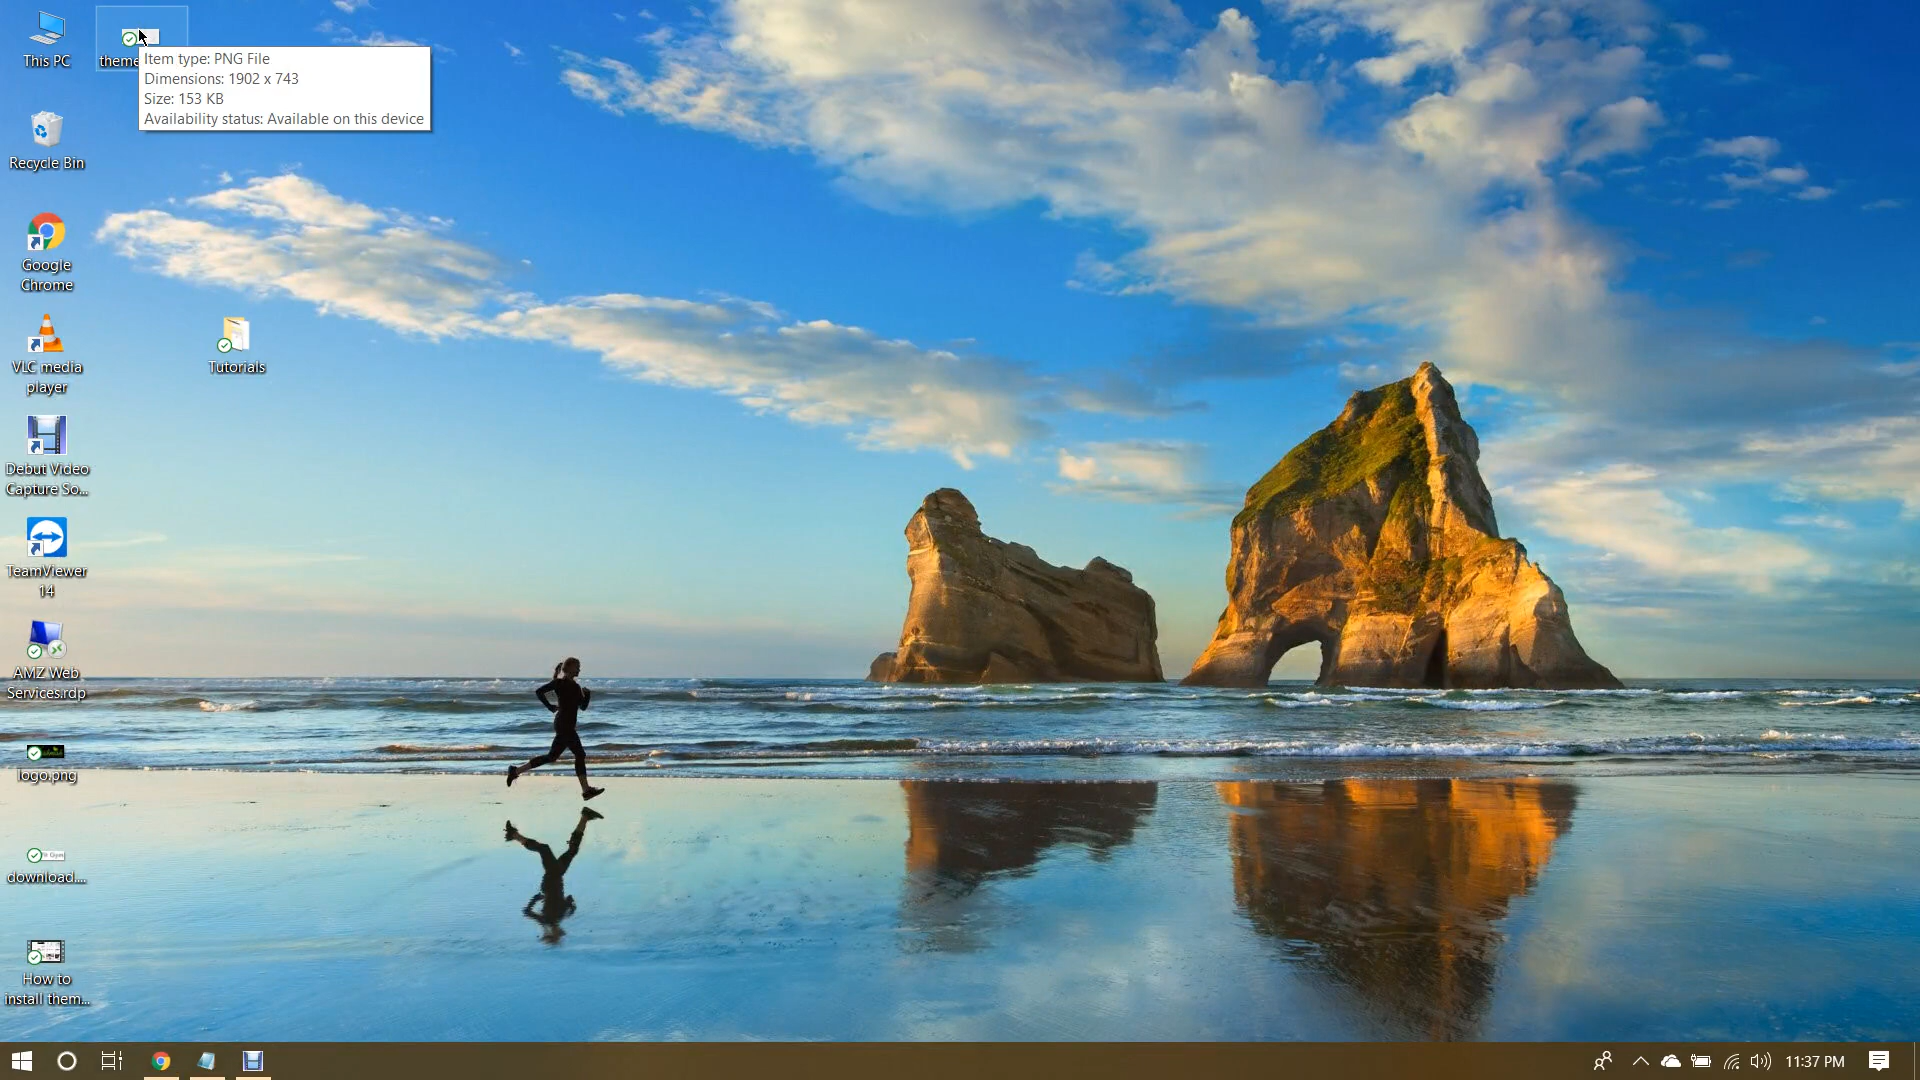 This PC
theme
Item type: PNG File
Dimensions: 1902 x 743
Size: 153 KB
Availability status: Available on this device
Recycle Bin
Google
Chrome
VLC media
player
Tutorials
Debut Video
Capture So...
TeamViewer
14
AMZ Web
Services.rdp
logo.png
download....
How to
install them...
11:37 PM